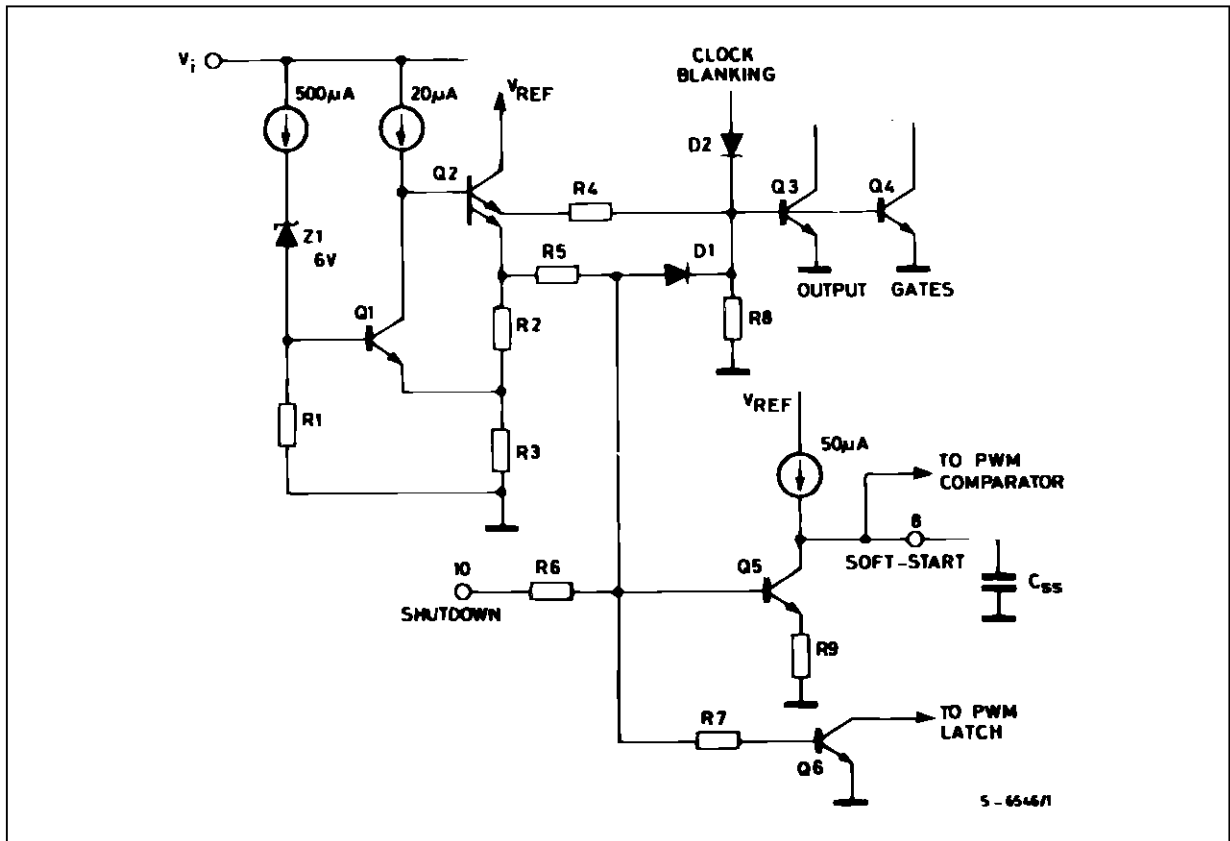 Vi
500µA
20µA
VREF
CLOCK
BLANKING
D2
Q2
R4
Q3
Q4
Z1
6V
R5
D1
OUTPUT GATES
Q1
R2
R8
R1
R3
VREF
50µA
TO PWM
COMPARATOR
8
SOFT-START
10
R6
Q5
Css
SHUTDOWN
R9
R7
TO PWM
LATCH
Q6
S-6546/1